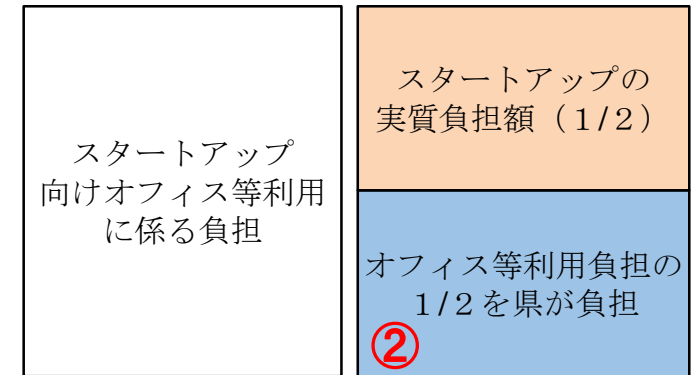 スタートアップ
向けオフィス等利用
に係る負担
スタートアップの
実質負担額（１/２）
オフィス等利用負担の
１/２を県が負担
②